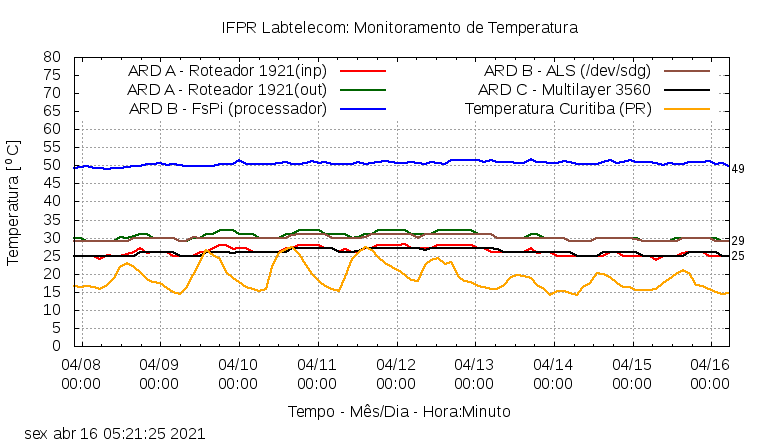 IFPR Labtelecom: Monitoramento de Temperatura
ARD A - Roteador 1921(inp)
ARD A - Roteador 1921(out)
ARD B - FsPi (processador)
ARD B - ALS (/dev/sdg)
ARD C - Multilayer 3560
Temperatura Curitiba (PR)
Temperatura [ºC]
80
75
70
65
60
55
50
45
40
35
30
25
20
15
10
5
0
49
29
25
04/08 04/09 04/10 04/11 04/12 04/13 04/14 04/15 04/16
00:00 00:00 00:00 00:00 00:00 00:00 00:00 00:00 00:00
Tempo - Mês/Dia - Hora:Minuto
sex abr 16 05:21:25 2021